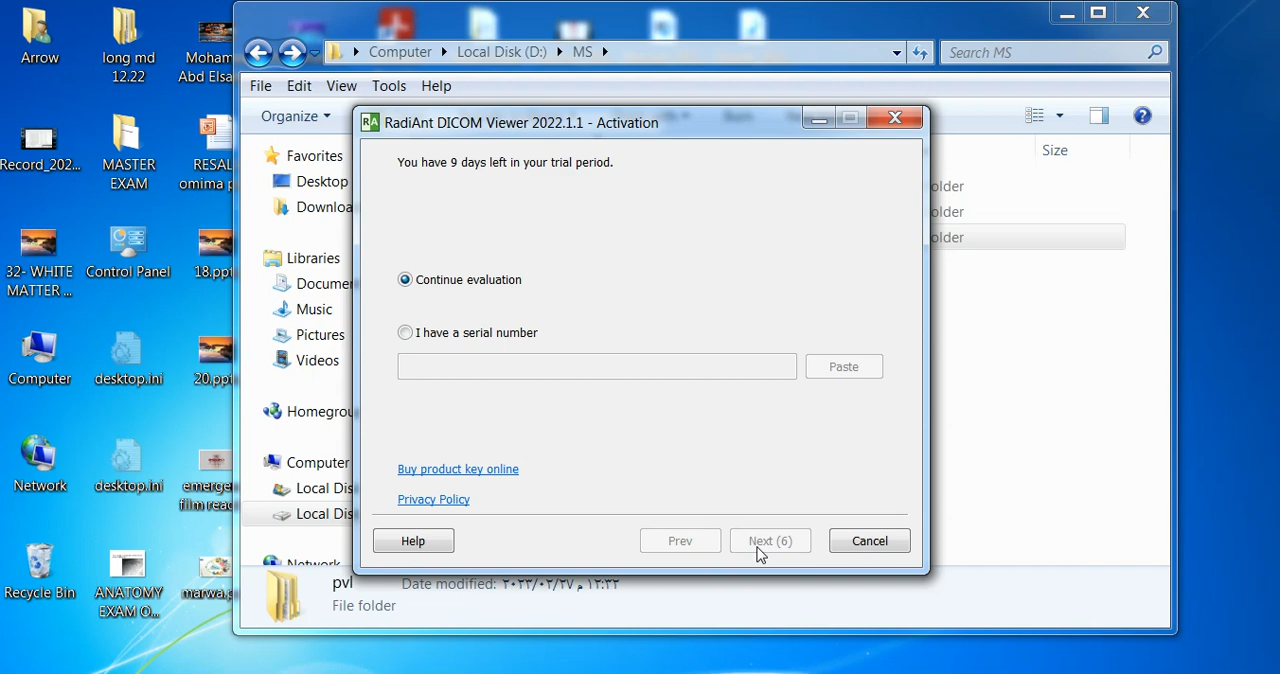 Arrow
long md
12.22
Moham
Abd Elsa
Record_202...
MASTER
EXAM
RESAL
omima p
32- WHITE
MATTER ...
Control Panel
18.ppt
Computer
desktop.ini
20.ppt
Network
desktop.ini
emerge
film read
Recycle Bin
ANATOMY
EXAM O...
marwa.p
Computer
Local Disk (D:)
MS
Search MS
File
Edit
View
Tools
Help
Organize
Size
Favorites
Desktop
Downloa
Libraries
Documen
Music
Pictures
Videos
Homegrou
Computer
Local Dis
Local Dis
Network
older
older
older
RA RadiAnt DICOM Viewer 2022.1.1 - Activation
You have 9 days left in your trial period.
Continue evaluation
I have a serial number
Paste
Buy product key online
Privacy Policy
Help
Prev
Next (6)
Cancel
pvl
Date modified: ٢٠٢٣/٠٢/٢٧ م ١٢:٣٢
File folder